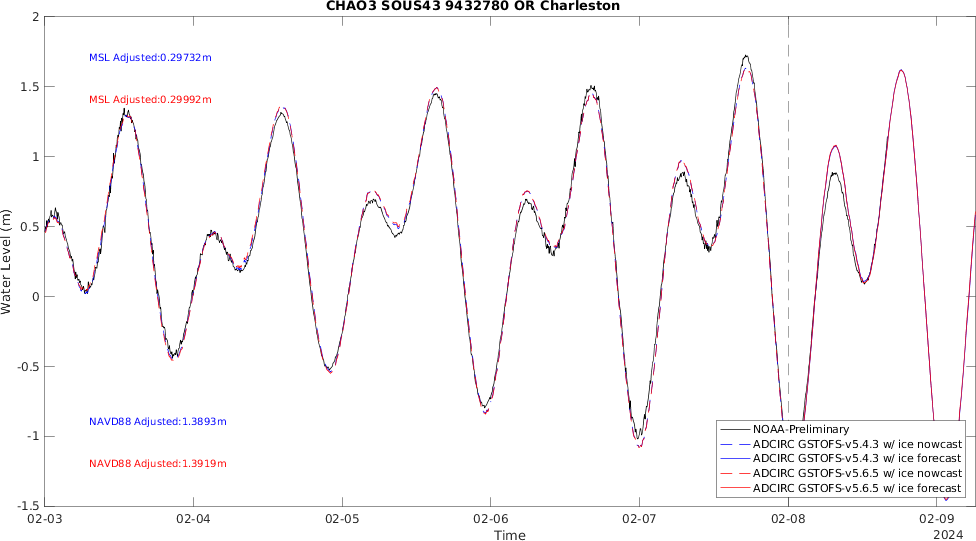 CHAO3 SOUS43 9432780 OR Charleston
Water Level (m)
2
1.5
1
0.5
0
-0.5
-1
-1.5
MSL Adjusted:0.29732m
MSL Adjusted:0.29992m
NAVD88 Adjusted:1.3893m
NAVD88 Adjusted:1.3919m
NOAA-Preliminary
ADCIRC GSTOFS-v5.4.3 w/ ice nowcast
ADCIRC GSTOFS-v5.4.3 w/ ice forecast
ADCIRC GSTOFS-v5.6.5 w/ ice nowcast
ADCIRC GSTOFS-v5.6.5 w/ ice forecast
02-03 02-04 02-05 02-06 02-07 02-08 02-09
Time
2024